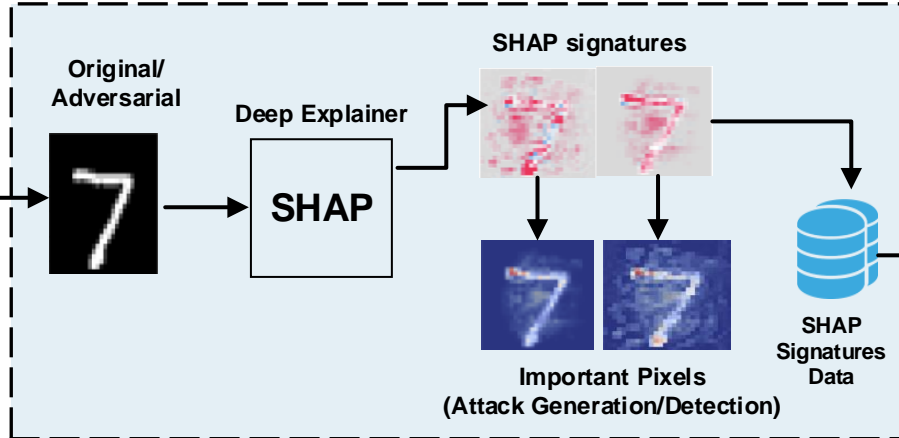 Original/
Adversarial
Deep Explainer
SHAP
SHAP signatures
Important Pixels
(Attack Generation/Detection)
SHAP
Signatures
Data